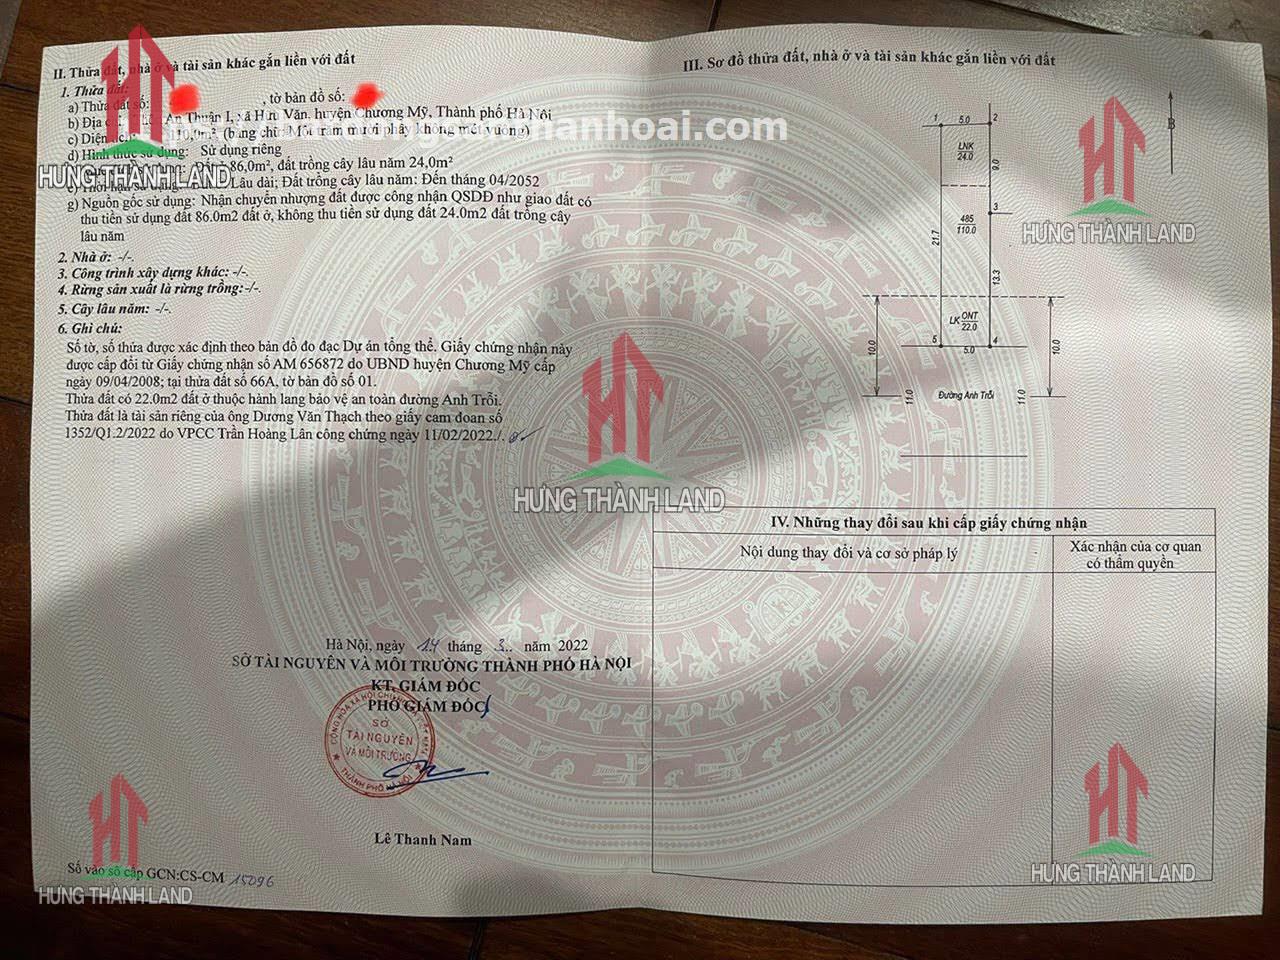 II. Thửa đất, nhà ở và tài sản khác gắn liền với đất
1. Thửa đất:
a) Thửa đất số: , tờ bản đồ số:
b) Địa An Thuận I, xã Hữu Văn, huyện Chương Mỹ, Thành phố Hà Nội
c) Diện (bằng chữ: Một trăm mười phẩy không mét vuông)
d) Hình thức sử dụng: Sử dụng riêng
86,0m², đất trồng cây lâu năm 24.0m²
Lâu dài; Đất trồng cây lâu năm: Đến tháng 04/2052
g) Nguồn gốc sử dụng: Nhận chuyển nhượng đất được công nhận QSDĐ như giao đất có
thu tiền sử dụng đất 86.0m2 đất ở, không thu tiền sử dụng đất 24.0m2 đất trồng cây
lâu năm
2. Nhà ở: -/-.
3. Công trình xây dựng khác: -/-.
4. Rừng sản xuất là rừng trồng:-/-.
5. Cây lâu năm: -/-.
6. Ghi chú:
Số tờ, số thửa được xác định theo bản đồ đo đạc Dự án tổng thể. Giấy chứng nhận này
được cấp đổi từ Giấy chứng nhận số AM 656872 do UBND huyện Chương Mỹ cấp
ngày 09/04/2008; tại thửa đất số 66A, tờ bản đồ số 01.
Thửa đất có 22.0m2 đất ở thuộc hành lang bảo vệ an toàn đường Anh Trỗi.
Thửa đất là tài sản riêng của ông Dương Văn Thạch theo giấy cam đoan số
1352/Q1.2/2022 do VPCC Trần Hoàng Lân công chứng ngày 11/02/2022./.
Hà Nội, ngày 14 tháng 3.. năm 2022
SỞ TÀI NGUYÊN VÀ MÔI TRƯỜNG THÀNH PHỐ HÀ NỘI
KT. GIÁM ĐỐC
PHÓ GIÁM ĐỐC
SỞ
TÀI NGUYÊN
VÀ MÔI TRƯỜNG
THÀNH PHỐ HÀ NỘI
Lê Thanh Nam
Số vào sổ cấp GCN:CS-CM 15096
III. Sơ đồ thửa đất, nhà ở và tài sản khác gắn liền với đất
B
1 5.0 2
LNK
24.0
9.0
3
485
110.0
21.7
13.3
LK ONT
22.0
5 5.0 4
10.0 10.0
11.0 Đường Anh Trỗi 11.0
IV. Những thay đổi sau khi cấp giấy chứng nhận
Nội dung thay đổi và cơ sở pháp lý
Xác nhận của cơ quan
có thẩm quyền
HƯNG THÀNH LAND
HƯNG THÀNH LAND
HƯNG THÀNH LAND
HƯNG THÀNH LAND
HƯNG THÀNH LAND